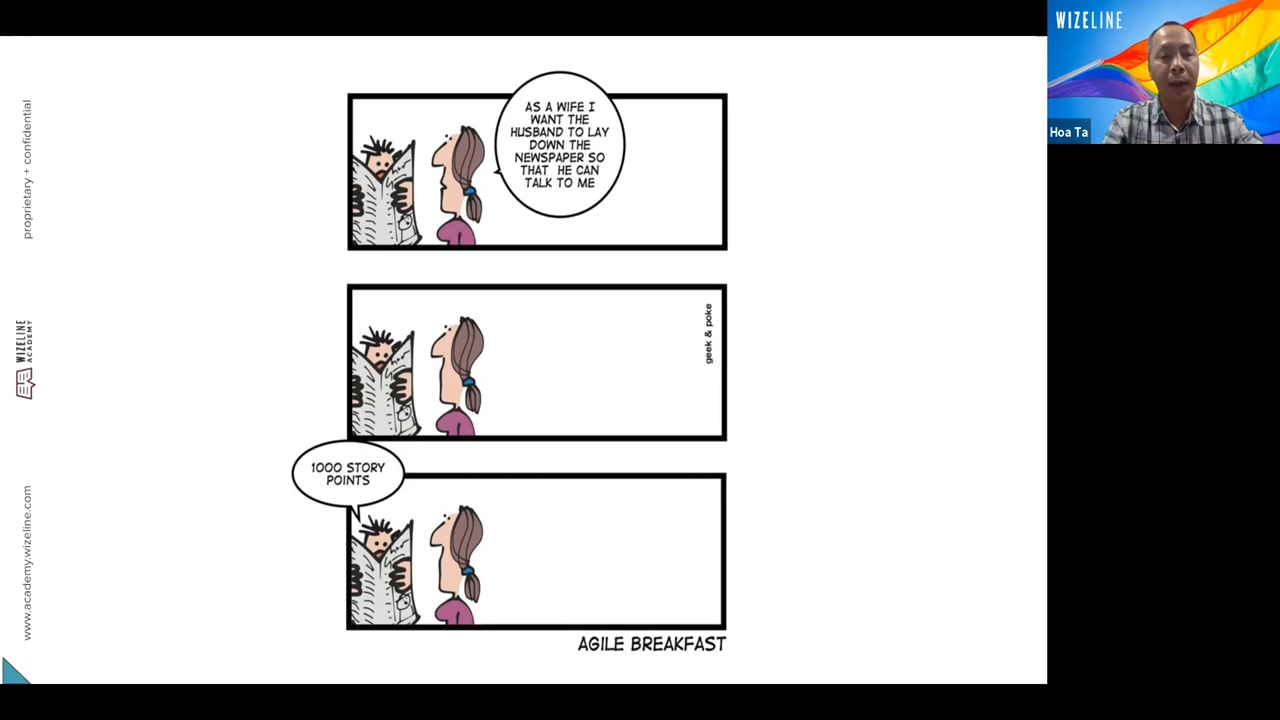 proprietary + confidential
WIZELINE
ACADEMY
www.academy.wizeline.com
AS A WIFE I
WANT THE
HUSBAND TO LAY
DOWN THE
NEWSPAPER SO
THAT HE CAN
TALK TO ME
geek & poke
1000 STORY
POINTS
AGILE BREAKFAST
WIZELINE
Hoa Ta